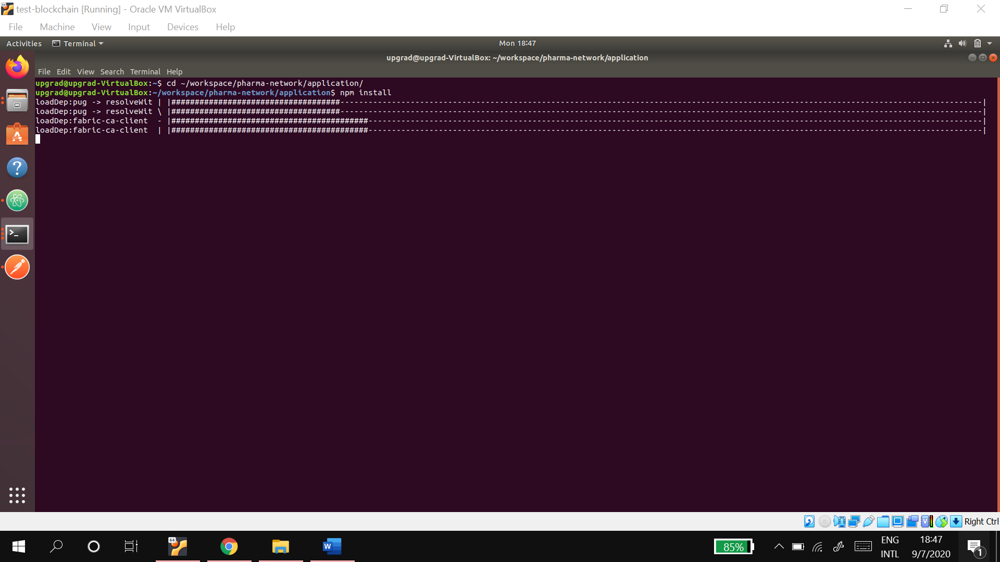 test-blockchain [Running] - Oracle VM VirtualBox
File Machine View Input Devices Help
Activities Terminal Mon 18:47
upgrad@upgrad-VirtualBox: ~/workspace/pharma-network/application
File Edit View Search Terminal Help
upgrad@upgrad-VirtualBox:~$ cd ~/workspace/pharma-network/application/
upgrad@upgrad-VirtualBox:~/workspace/pharma-network/application$ npm install
loadDep:pug -> resolveWit | |####################################-----------------------------------------------------------------------------------------------------------------------------------------|
loadDep:pug -> resolveWit \ |####################################-----------------------------------------------------------------------------------------------------------------------------------------|
loadDep:fabric-ca-client - |##########################################-----------------------------------------------------------------------------------------------------------------------------------|
loadDep:fabric-ca-client | |##########################################-----------------------------------------------------------------------------------------------------------------------------------|
Right Ctrl
64
W
85%
ENG
INTL
18:47
9/7/2020
1